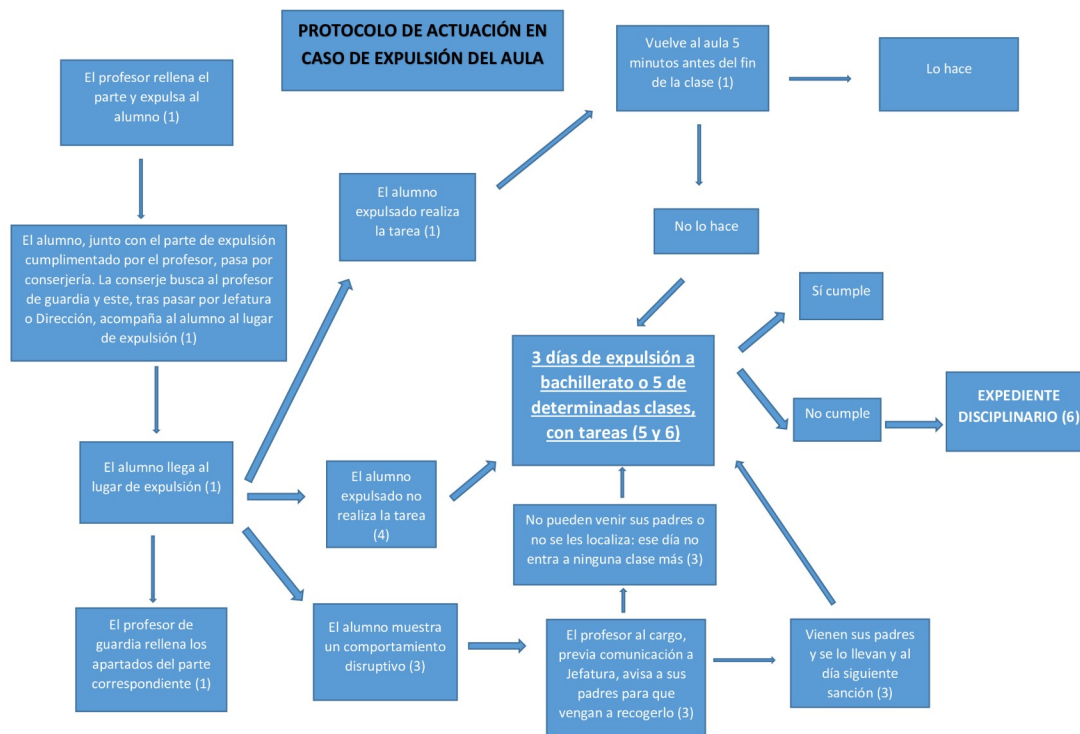 PROTOCOLO DE ACTUACIÓN EN
CASO DE EXPULSIÓN DEL AULA
El profesor rellena el
parte y expulsa al
alumno (1)
El alumno, junto con el parte de expulsión
cumplimentado por el profesor, pasa por
conserjería. La conserje busca al profesor
de guardia y este, tras pasar por Jefatura
o Dirección, acompaña al alumno al lugar
de expulsión (1)
El alumno llega al
lugar de expulsión (1)
El profesor de
guardia rellena los
apartados del parte
correspondiente (1)
El alumno
expulsado realiza
la tarea (1)
Vuelve al aula 5
minutos antes del fin
de la clase (1)
Lo hace
No lo hace
El alumno
expulsado no
realiza la tarea
(4)
El alumno muestra
un comportamiento
disruptivo (3)
El profesor al cargo,
previa comunicación a
Jefatura, avisa a sus
padres para que
vengan a recogerlo (3)
No pueden venir sus padres o
no se les localiza: ese día no
entra a ninguna clase más (3)
Vienen sus padres
y se lo llevan y al
día siguiente
sanción (3)
3 días de expulsión a
bachillerato o 5 de
determinadas clases,
con tareas (5 y 6)
Sí cumple
No cumple
EXPEDIENTE
DISCIPLINARIO (6)